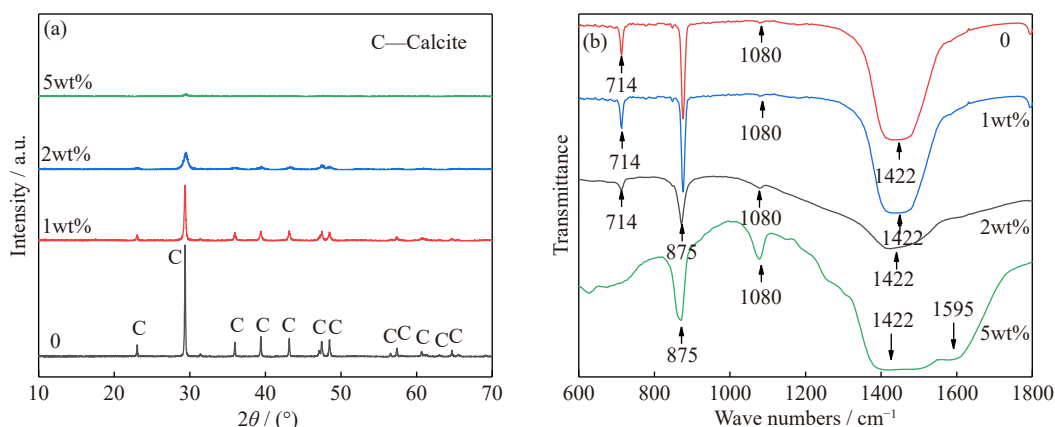 (a)
C—Calcite
5wt%
2wt%
1wt%
C
0
C
C
C
C
C
C
C
C
C
C
C
10
20
30
40
50
60
70
2θ / (°)
Intensity / a.u.
(b)
0
1080
714
1wt%
1422
1080
714
1422
2wt%
714
875
1080
1422
1595
1422
1080
875
5wt%
600
800
1000
1200
1400
1600
1800
Wave numbers / cm⁻¹
Transmittance